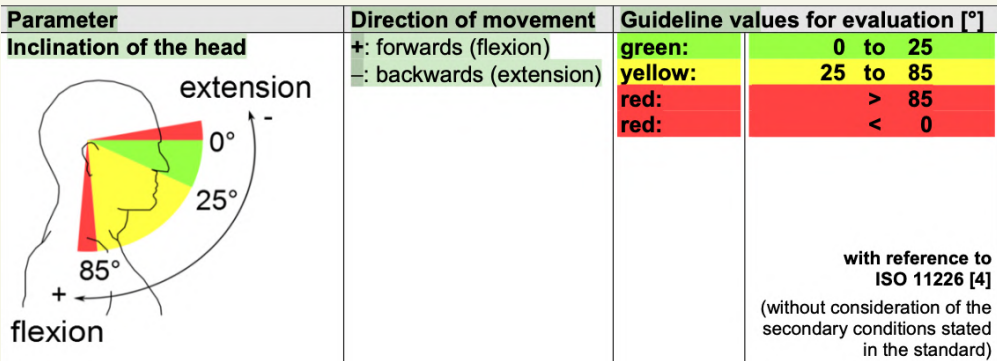 Parameter
Direction of movement
Guideline values for evaluation [°]
Inclination of the head
+: forwards (flexion)
–: backwards (extension)
green: 0 to 25
yellow: 25 to 85
red: > 85
red: < 0
extension
-
0°
25°
85°
+
flexion
with reference to
ISO 11226 [4]
(without consideration of the
secondary conditions stated
in the standard)